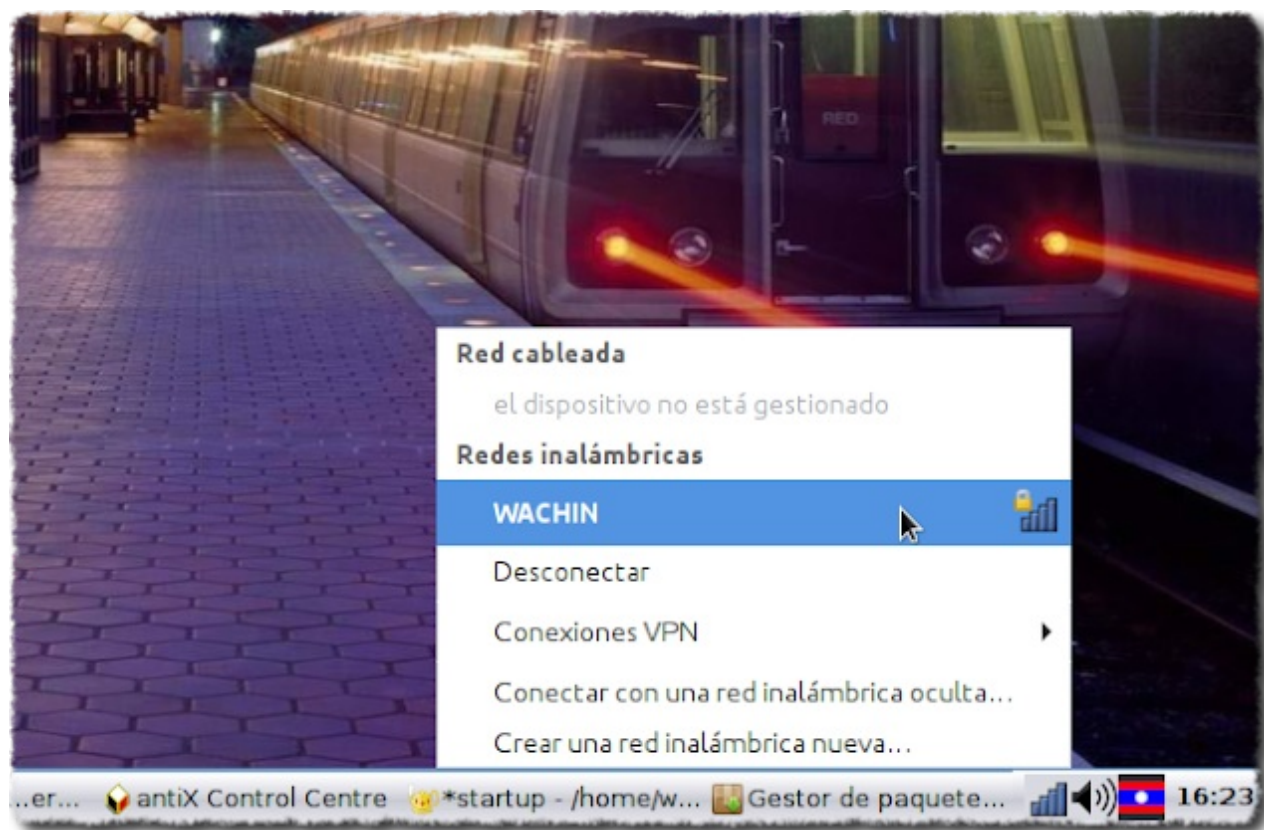 RED
Red cableada
el dispositivo no está gestionado
Redes inalámbricas
WACHIN
Desconectar
Conexiones VPN
Conectar con una red inalámbrica oculta...
Crear una red inalámbrica nueva...
...er... antiX Control Centre *startup - /home/w... Gestor de paquete... 16:23